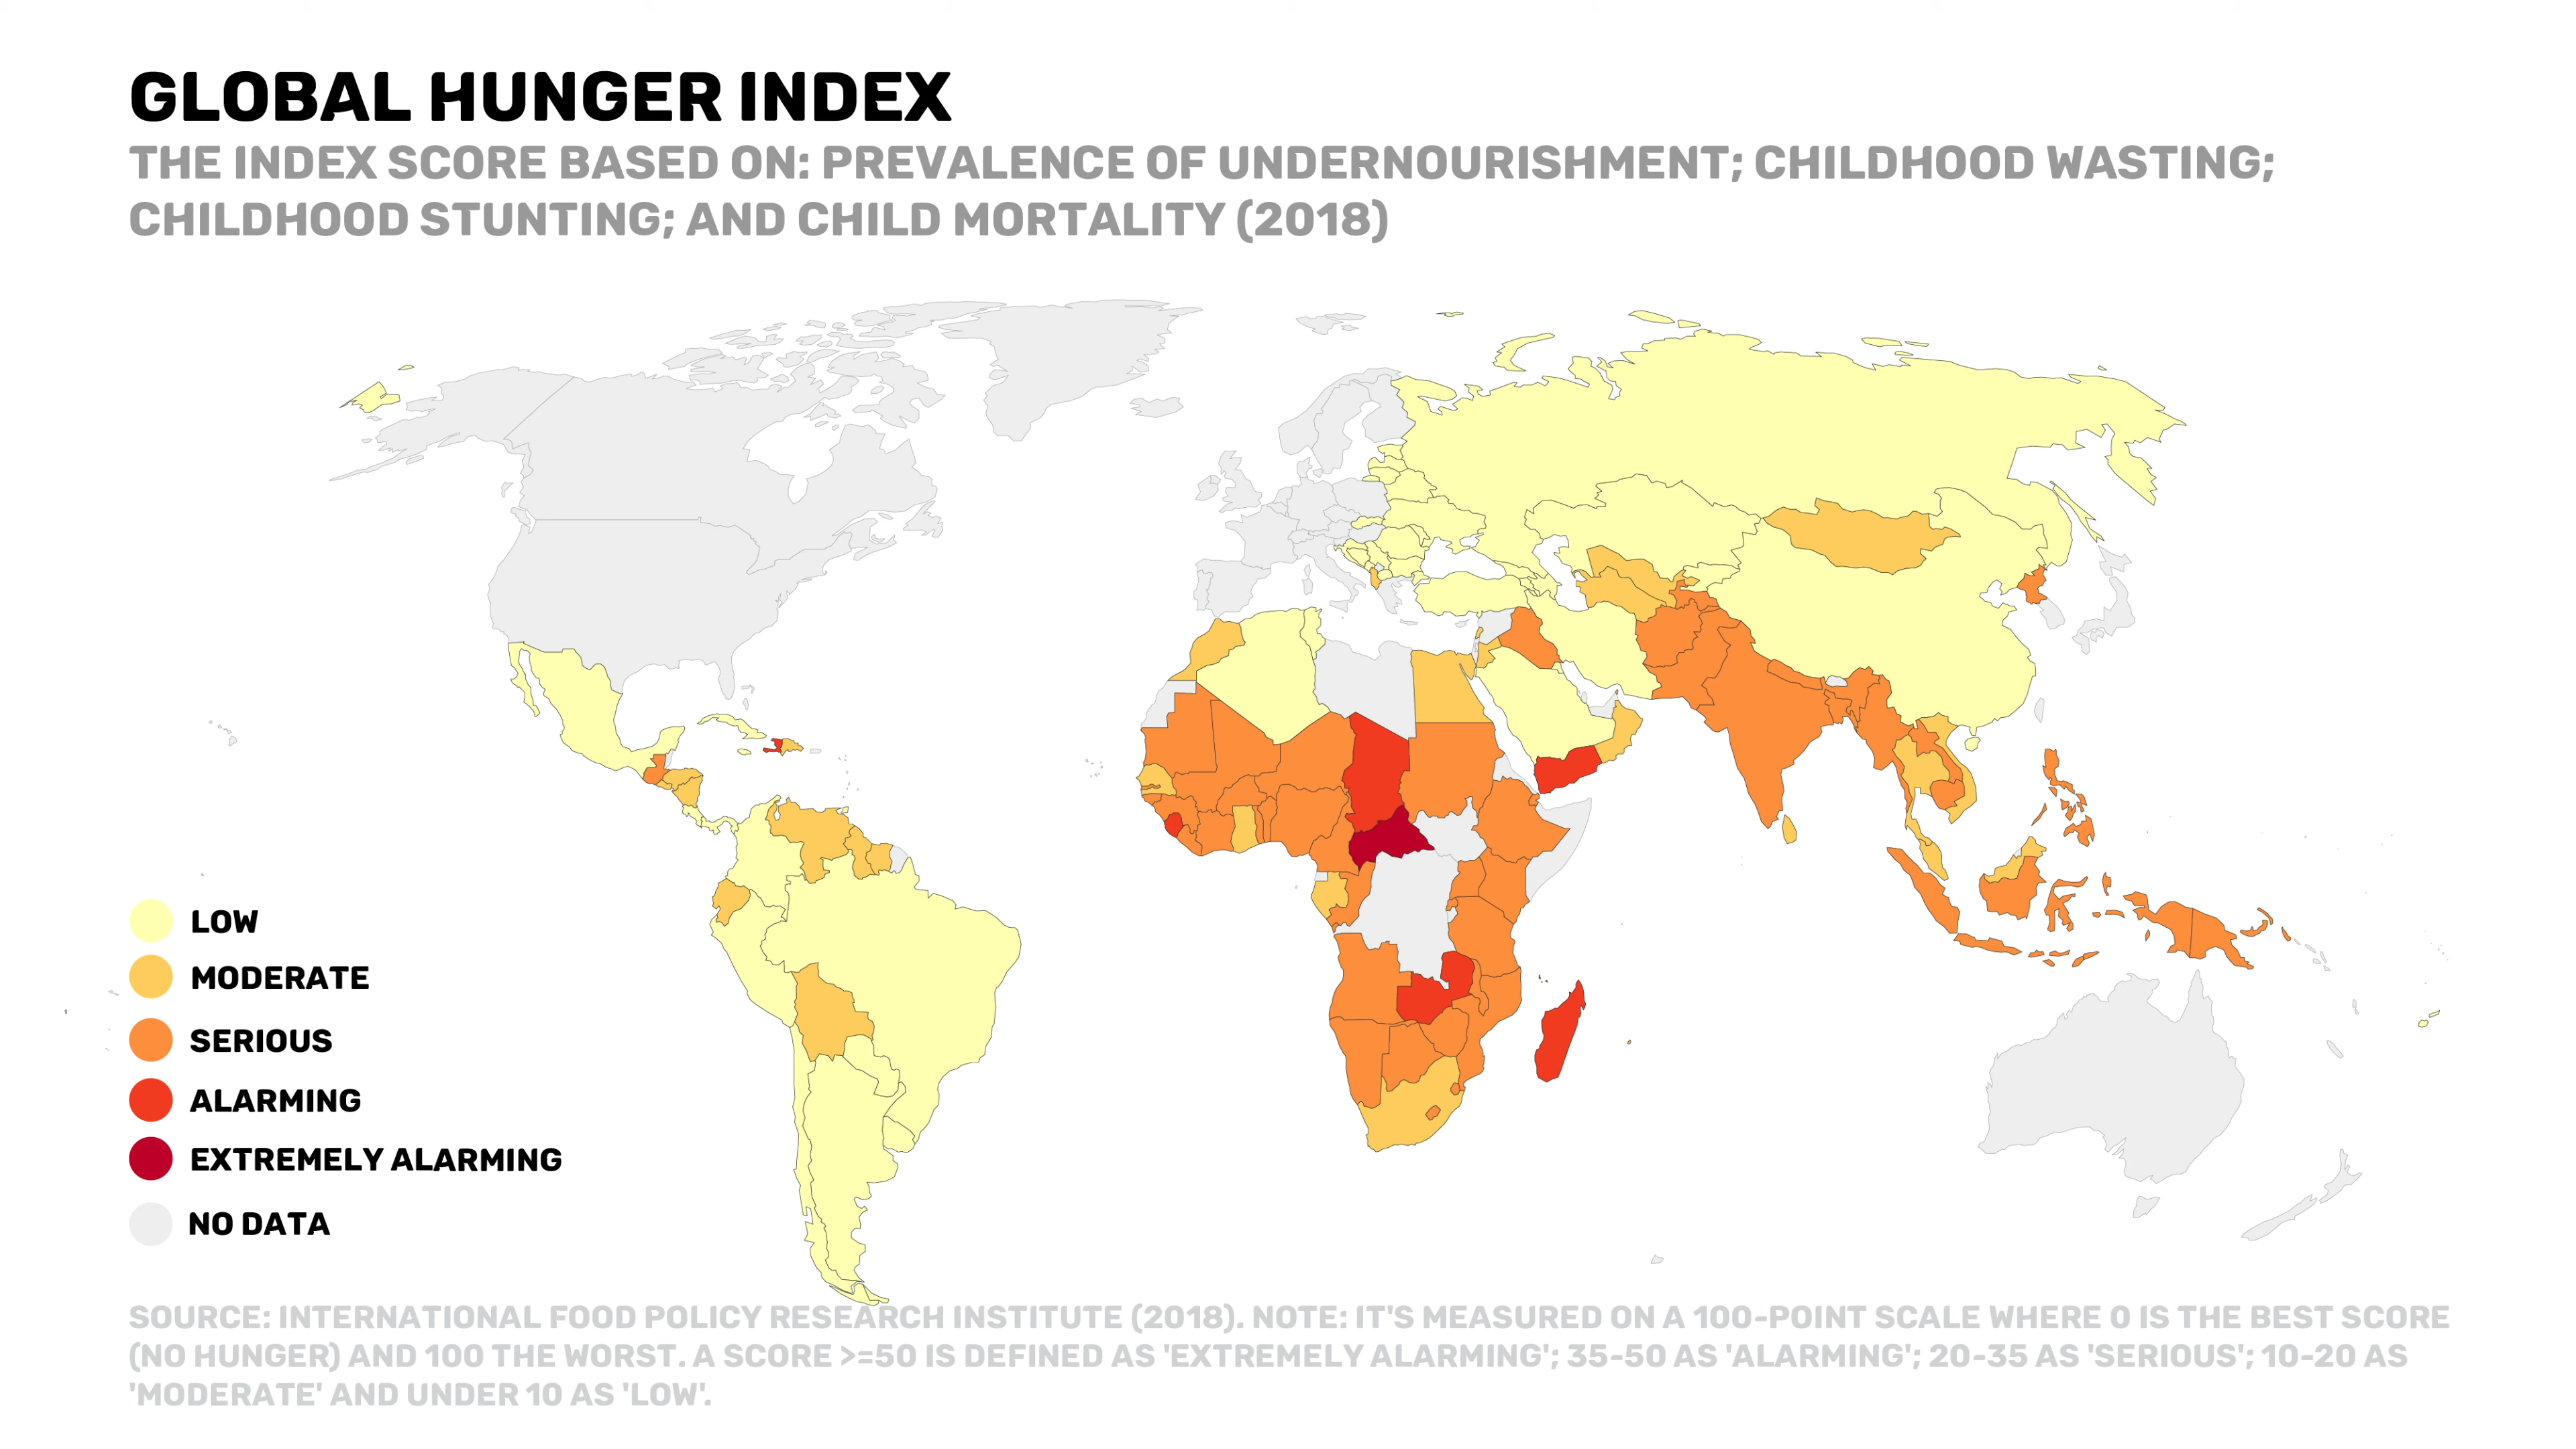 GLOBAL HUNGER INDEX
THE INDEX SCORE BASED ON: PREVALENCE OF UNDERNOURISHMENT; CHILDHOOD WASTING;
CHILDHOOD STUNTING; AND CHILD MORTALITY (2018)
LOW
MODERATE
SERIOUS
ALARMING
EXTREMELY ALARMING
NO DATA
SOURCE: INTERNATIONAL FOOD POLICY RESEARCH INSTITUTE (2018). NOTE: IT'S MEASURED ON A 100-POINT SCALE WHERE 0 IS THE BEST SCORE
(NO HUNGER) AND 100 THE WORST. A SCORE >=50 IS DEFINED AS 'EXTREMELY ALARMING'; 35-50 AS 'ALARMING'; 20-35 AS 'SERIOUS'; 10-20 AS
'MODERATE' AND UNDER 10 AS 'LOW'.